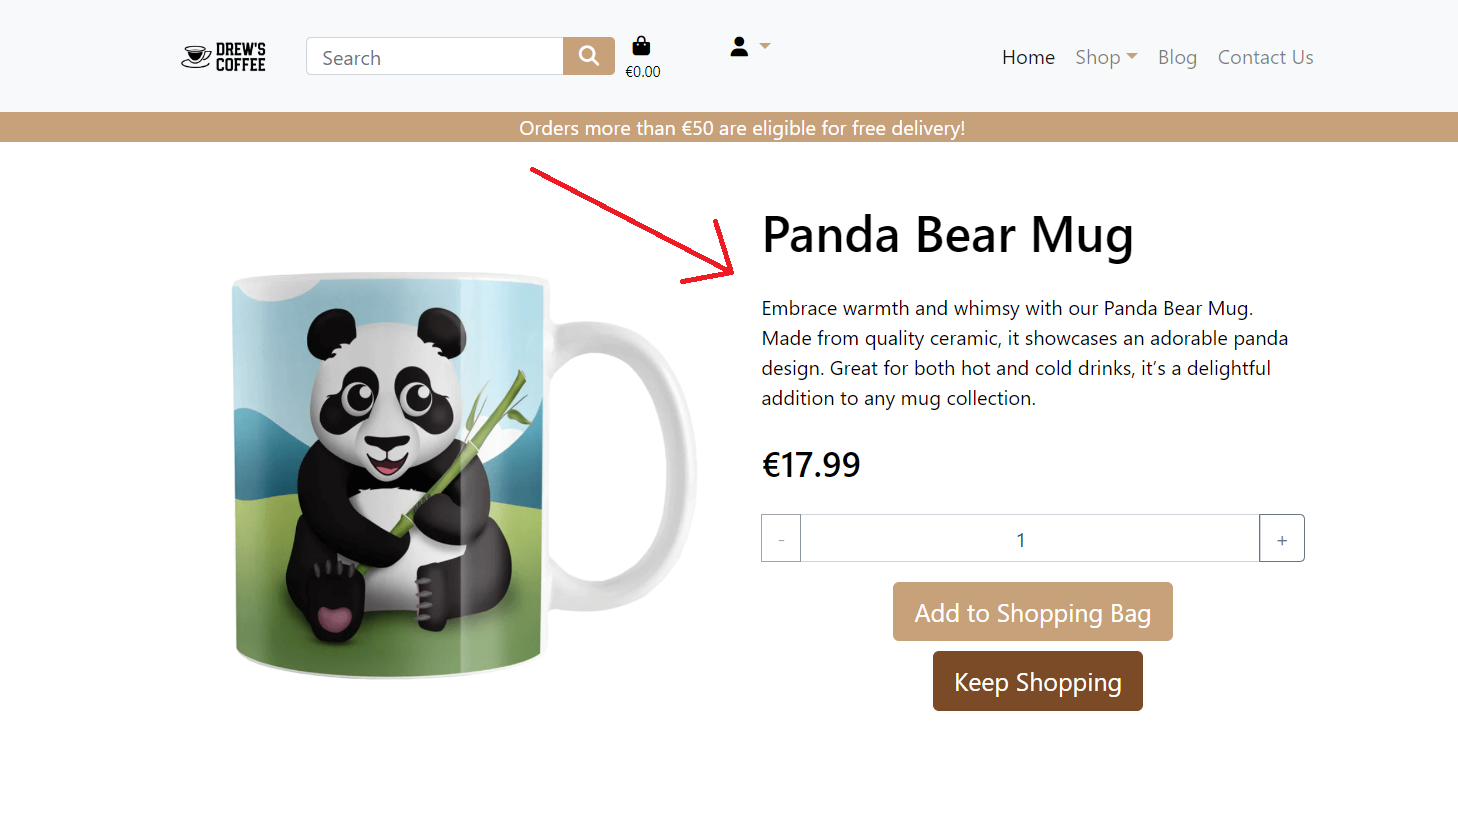 DREW'S
COFFEE
Search
€0.00
Home Shop Blog Contact Us
Orders more than €50 are eligible for free delivery!
Panda Bear Mug
Embrace warmth and whimsy with our Panda Bear Mug.
Made from quality ceramic, it showcases an adorable panda
design. Great for both hot and cold drinks, it’s a delightful
addition to any mug collection.
€17.99
- 1 +
Add to Shopping Bag
Keep Shopping